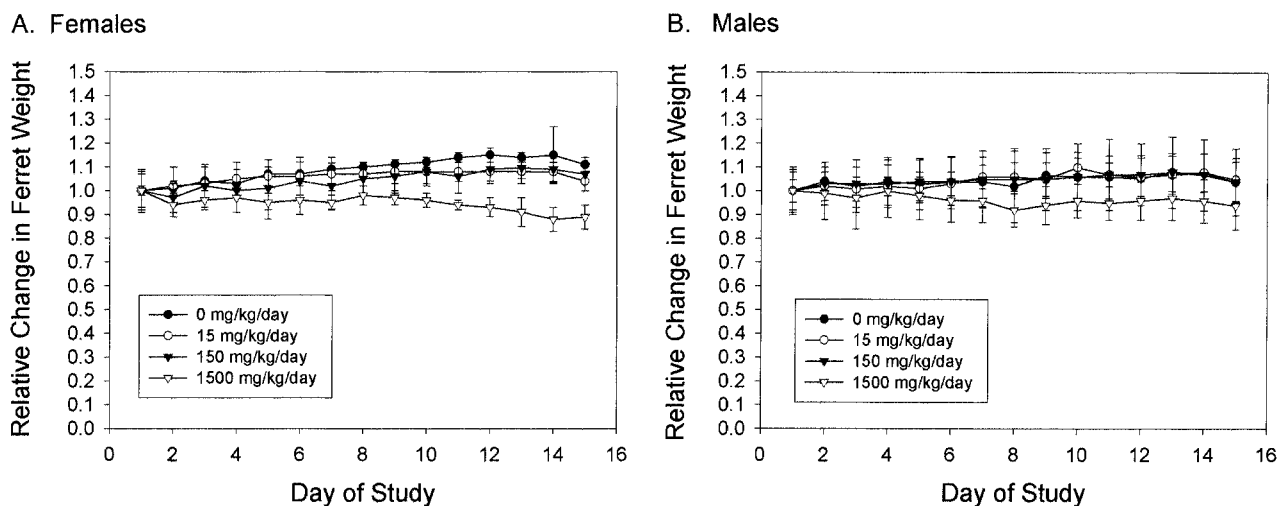 A. Females
Relative Change in Ferret Weight
1.5
1.4
1.3
1.2
1.1
1.0
0.9
0.8
0.7
0.6
0.5
0.4
0.3
0.2
0.1
0.0
0 mg/kg/day
15 mg/kg/day
150 mg/kg/day
1500 mg/kg/day
0 2 4 6 8 10 12 14 16
Day of Study
B. Males
Relative Change in Ferret Weight
1.5
1.4
1.3
1.2
1.1
1.0
0.9
0.8
0.7
0.6
0.5
0.4
0.3
0.2
0.1
0.0
0 mg/kg/day
15 mg/kg/day
150 mg/kg/day
1500 mg/kg/day
0 2 4 6 8 10 12 14 16
Day of Study